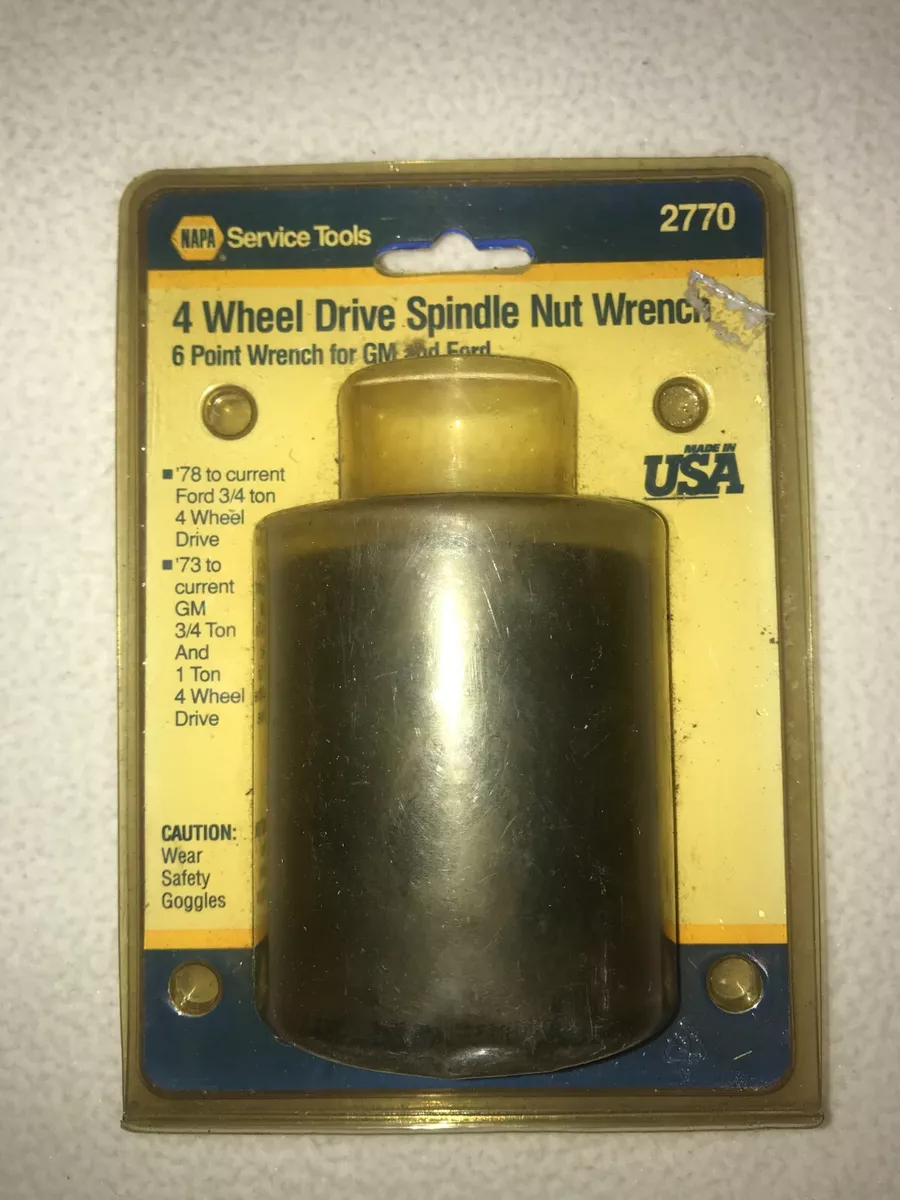 NAPA Service Tools
2770
4 Wheel Drive Spindle Nut Wrench
6 Point Wrench for GM and Ford
MADE IN
USA
▪ '78 to current
Ford 3/4 ton
4 Wheel
Drive
▪ '73 to
current
GM
3/4 Ton
And
1 Ton
4 Wheel
Drive
CAUTION:
Wear
Safety
Goggles